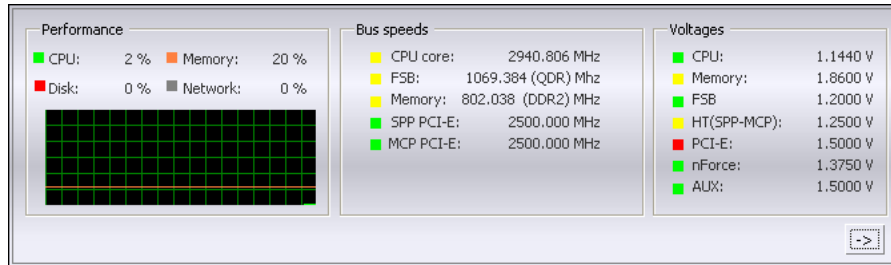 Performance
CPU: 2 % Memory: 20 %
Disk: 0 % Network: 0 %
Bus speeds
CPU core: 2940.806 MHz
FSB: 1069.384 (QDR) Mhz
Memory: 802.038 (DDR2) MHz
SPP PCI-E: 2500.000 MHz
MCP PCI-E: 2500.000 MHz
Voltages
CPU: 1.1440 V
Memory: 1.8600 V
FSB 1.2000 V
HT(SPP-MCP): 1.2500 V
PCI-E: 1.5000 V
nForce: 1.3750 V
AUX: 1.5000 V
->